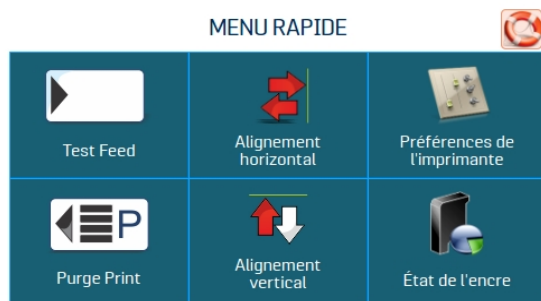 MENU RAPIDE
Test Feed
Alignement
horizontal
Préférences de
l'imprimante
P
Purge Print
Alignement
vertical
État de l'encre